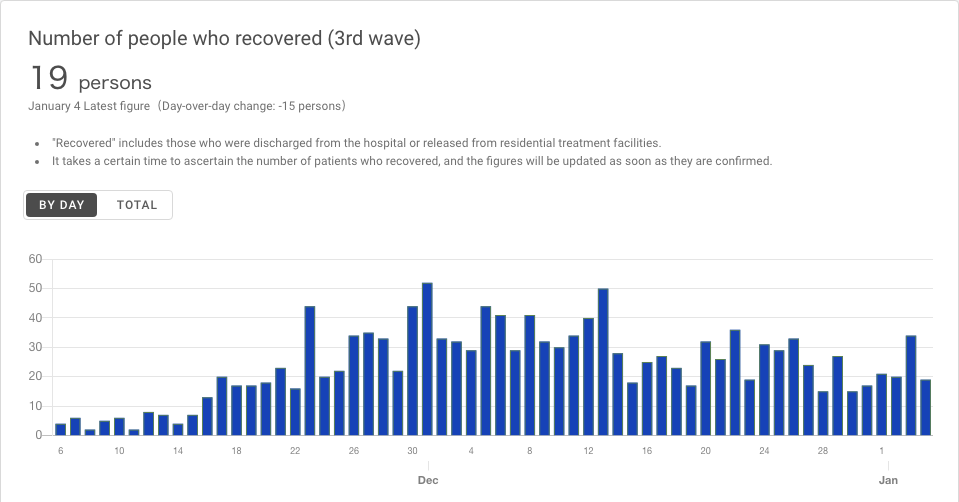 Number of people who recovered (3rd wave)
19 persons
January 4 Latest figure (Day-over-day change: -15 persons)
• "Recovered" includes those who were discharged from the hospital or released from residential treatment facilities.
• It takes a certain time to ascertain the number of patients who recovered, and the figures will be updated as soon as they are confirmed.
BY DAY TOTAL
60
50
40
30
20
10
0
6 10 14 18 22 26 30 4 8 12 16 20 24 28 1
Dec Jan